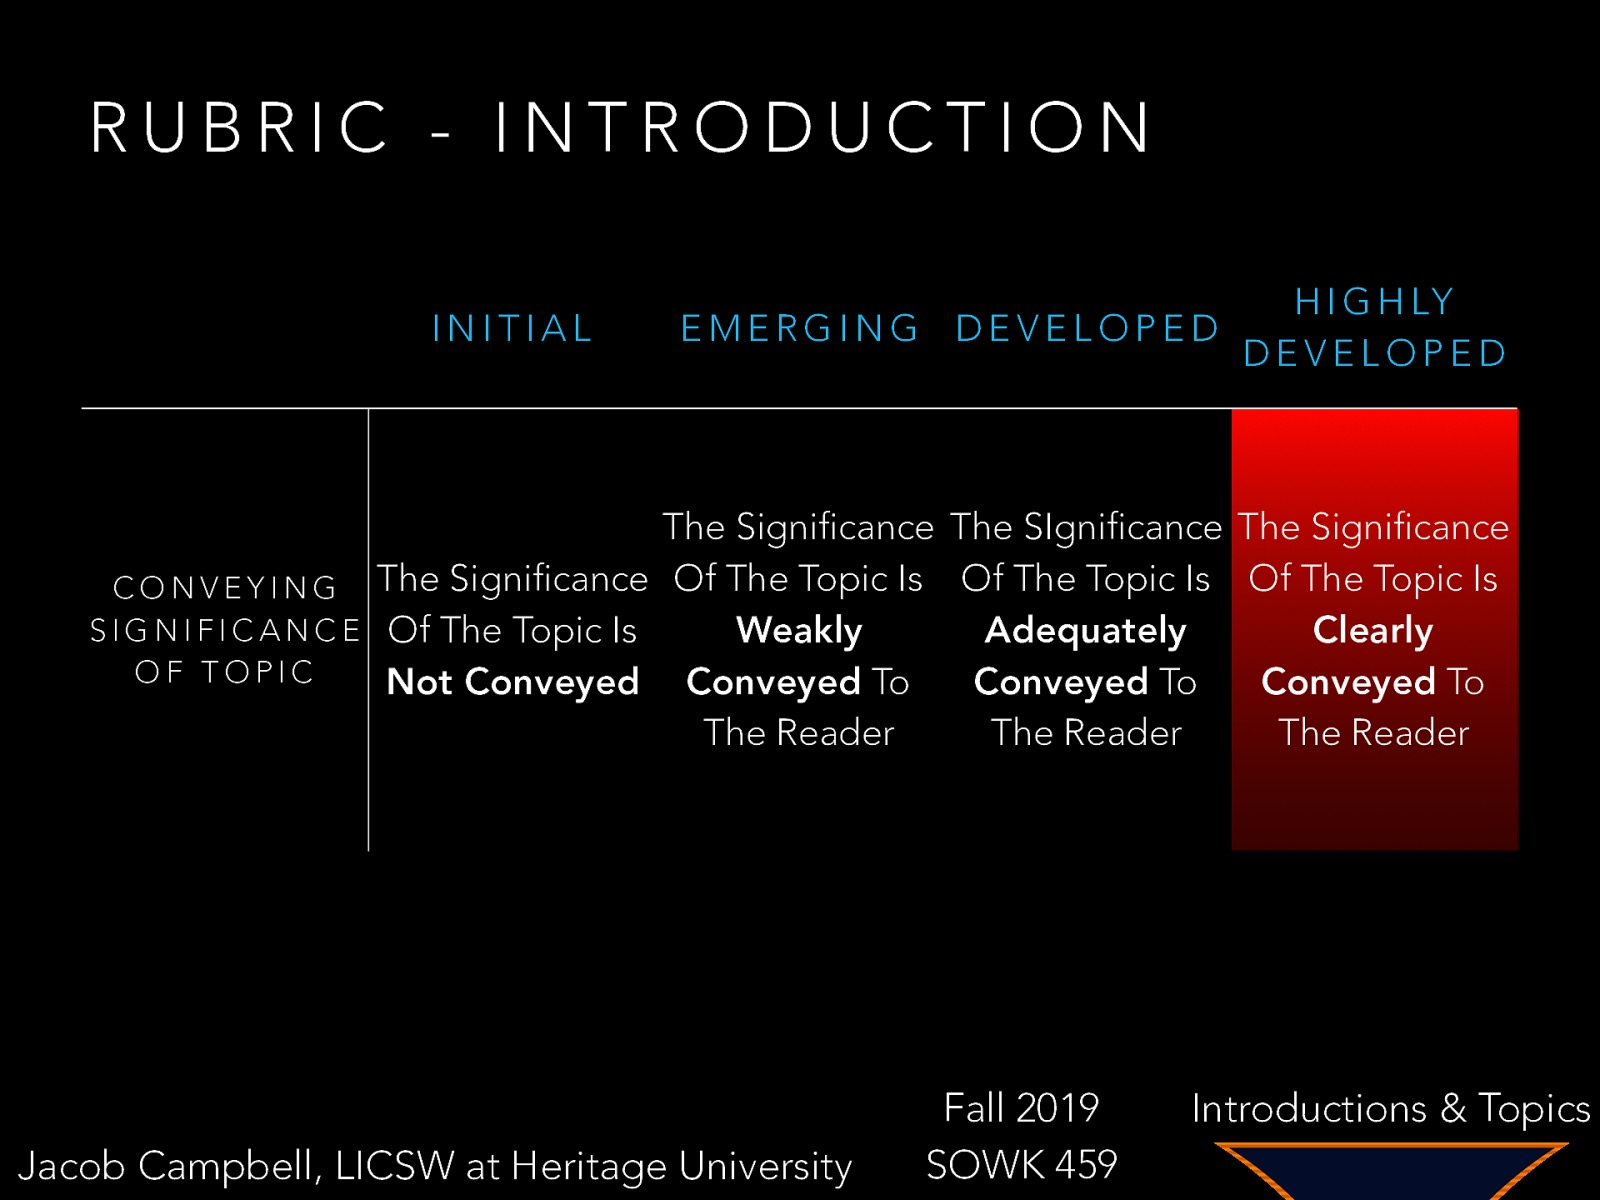 RUBRIC - INTRODUCTION
INITIAL
EMERGING
DEVELOPED
HIGHLY
DEVELOPED
CONVEYING
SIGNIFICANCE
OF TOPIC
The Significance
Of The Topic Is
Not Conveyed
The Significance
Of The Topic Is
Weakly
Conveyed To
The Reader
The SIgnificance
Of The Topic Is
Adequately
Conveyed To
The Reader
The Significance
Of The Topic Is
Clearly
Conveyed To
The Reader
Jacob Campbell, LICSW at Heritage University
Fall 2019
SOWK 459
Introductions & Topics